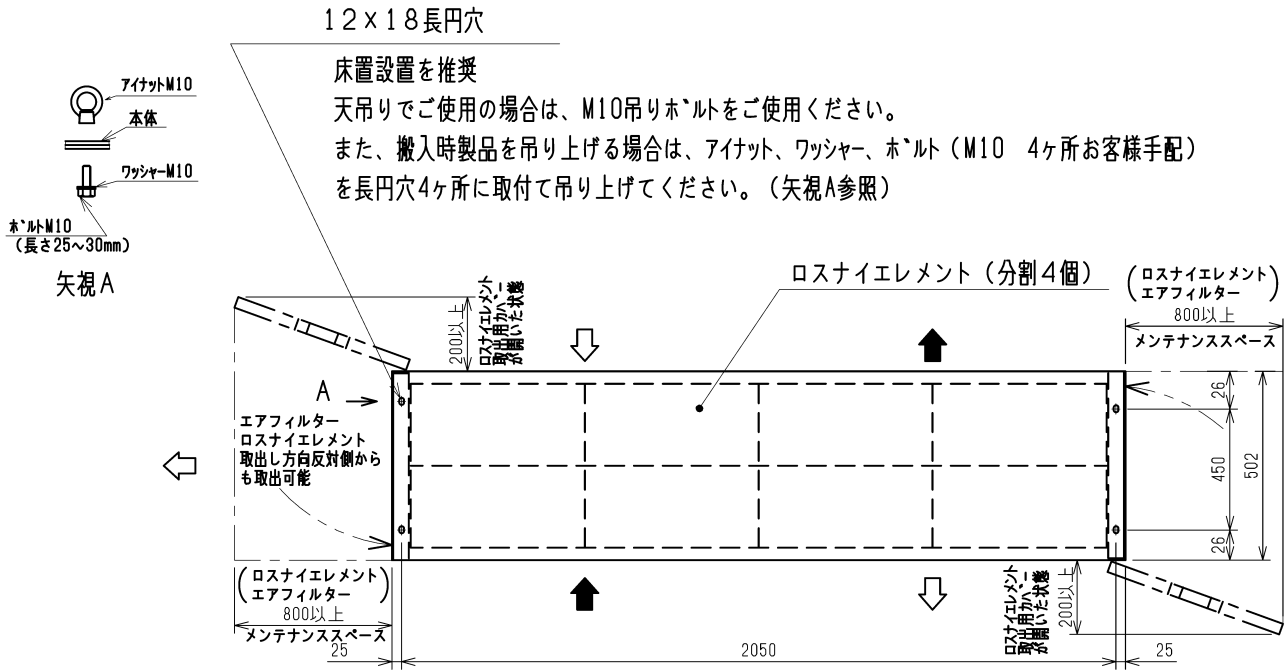 12×18長円穴
床置設置を推奨
天吊りでご使用の場合は、M10吊りボルトをご使用ください。
また、搬入時製品を吊り上げる場合は、アイナット、ワッシャー、ボルト（M10 4ヶ所お客様手配）
を長円穴4ヶ所に取付て吊り上げてください。（矢視A参照）
アイナットM10
本体
ワッシャーM10
ボルトM10
（長さ25～30mm）
矢視A
ロスナイエレメント（分割4個）
（ロスナイエレメント
エアフィルター）
800以上
メンテナンススペース
200以上
ロスナイエレメント
取出用カバー
が開いた状態
A
エアフィルター
ロスナイエレメント
取出し方向反対側から
も取出可能
26
450
502
26
（ロスナイエレメント
エアフィルター）
800以上
メンテナンススペース
ロスナイエレメント
取出用カバー
が開いた状態
200以上
25
2050
25